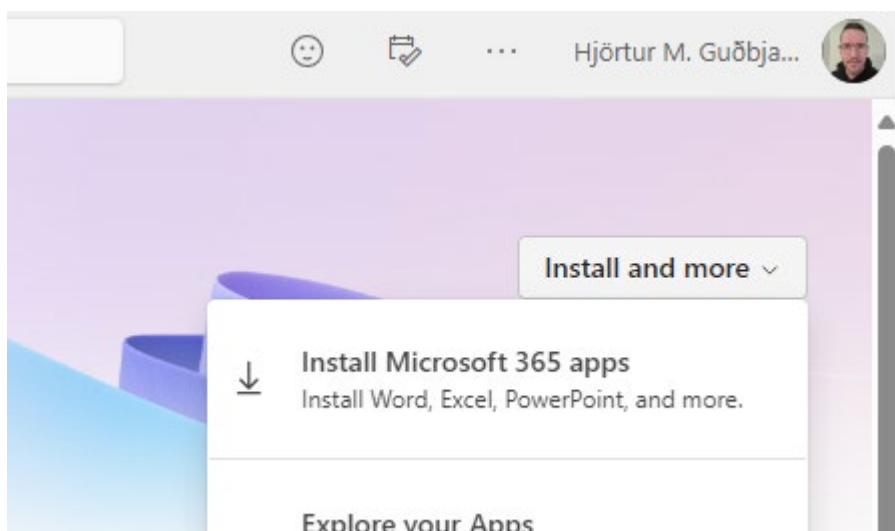 Hjörtur M. Guðbja...
Install and more
Install Microsoft 365 apps
Install Word, Excel, PowerPoint, and more.
Explore your Apps